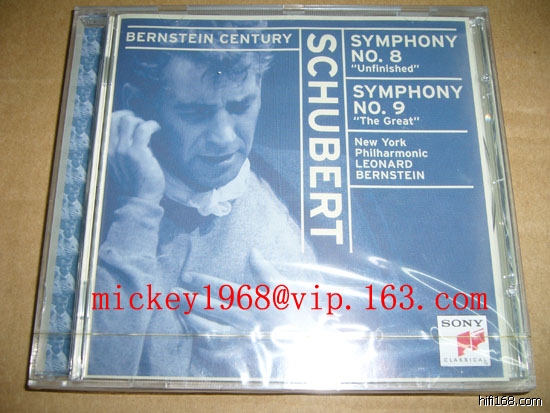 BERNSTEIN CENTURY
SCHUBERT
SYMPHONY
NO. 8
"Unfinished"
SYMPHONY
NO. 9
"The Great"
New York
Philharmonic
LEONARD
BERNSTEIN
mickey1968@vip.163.com
SONY
CLASSICAL
hifi168.com